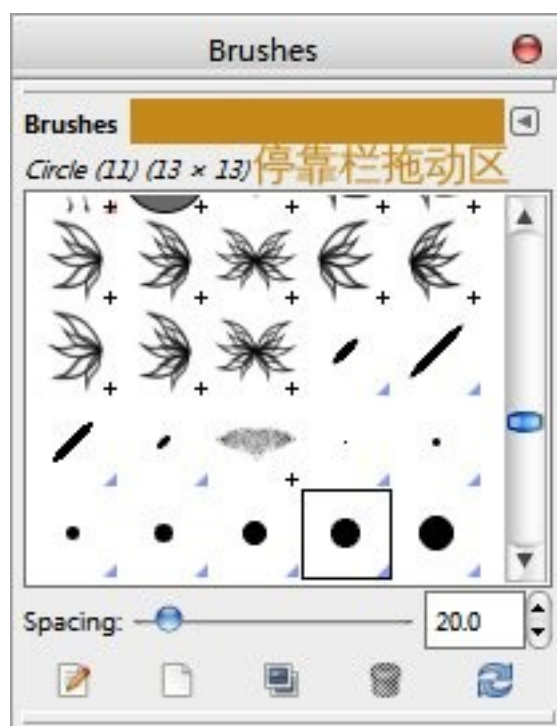 Brushes
Brushes
Circle (11) (13 × 13)
停靠栏拖动区
Spacing:
20.0